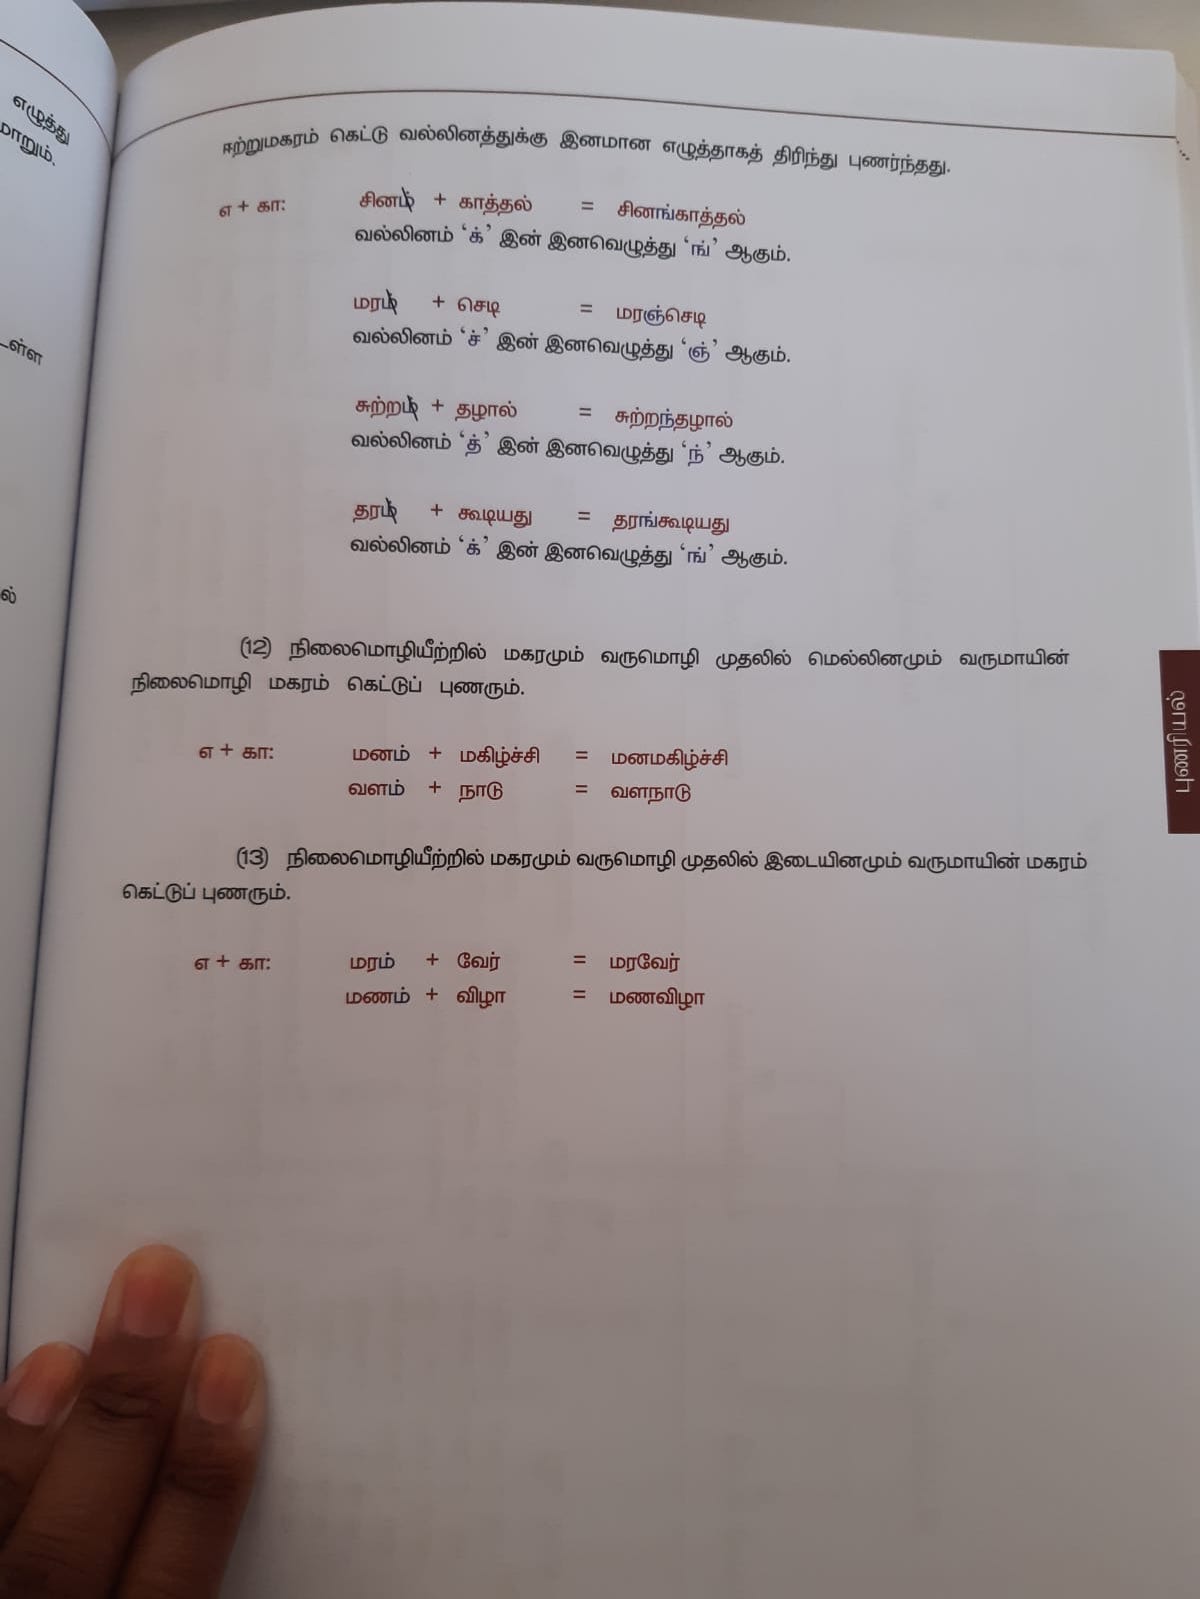 எழுத்து
மாறும்.
ஈற்றுமகரம் கெட்டு வல்லினத்துக்கு இனமான எழுத்தாகத் திரிந்து புணர்ந்தது.
எ + கா: சினம் + காத்தல் = சினங்காத்தல்
வல்லினம் ‘க்’ இன் இனவெழுத்து ‘ங்’ ஆகும்.
மரம் + செடி = மரஞ்செடி
வல்லினம் ‘ச்’ இன் இனவெழுத்து ‘ஞ்’ ஆகும்.
சுற்றம் + தழால் = சுற்றந்தழால்
வல்லினம் ‘த்’ இன் இனவெழுத்து ‘ந்’ ஆகும்.
தரம் + கூடியது = தரங்கூடியது
வல்லினம் ‘க்’ இன் இனவெழுத்து ‘ங்’ ஆகும்.
(12) நிலைமொழியீற்றில் மகரமும் வருமொழி முதலில் மெல்லினமும் வருமாயின்
நிலைமொழி மகரம் கெட்டுப் புணரும்.
எ + கா: மனம் + மகிழ்ச்சி = மனமகிழ்ச்சி
வளம் + நாடு = வளநாடு
(13) நிலைமொழியீற்றில் மகரமும் வருமொழி முதலில் இடையினமும் வருமாயின் மகரம்
கெட்டுப் புணரும்.
எ + கா: மரம் + வேர் = மரவேர்
மணம் + விழா = மணவிழா
புணரியல்